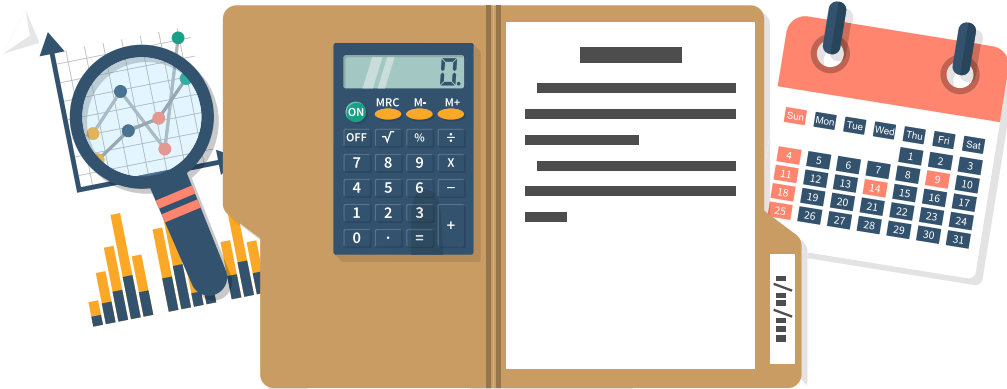 0.
ON MRC M- M+
OFF √ % ÷
7 8 9 X
4 5 6 −
1 2 3 +
0 . =
Sun Mon Tue Wed Thu Fri Sat
1 2 3
4 5 6 7 8 9 10
11 12 13 14 15 16 17
18 19 20 21 22 23 24
25 26 27 28 29 30 31